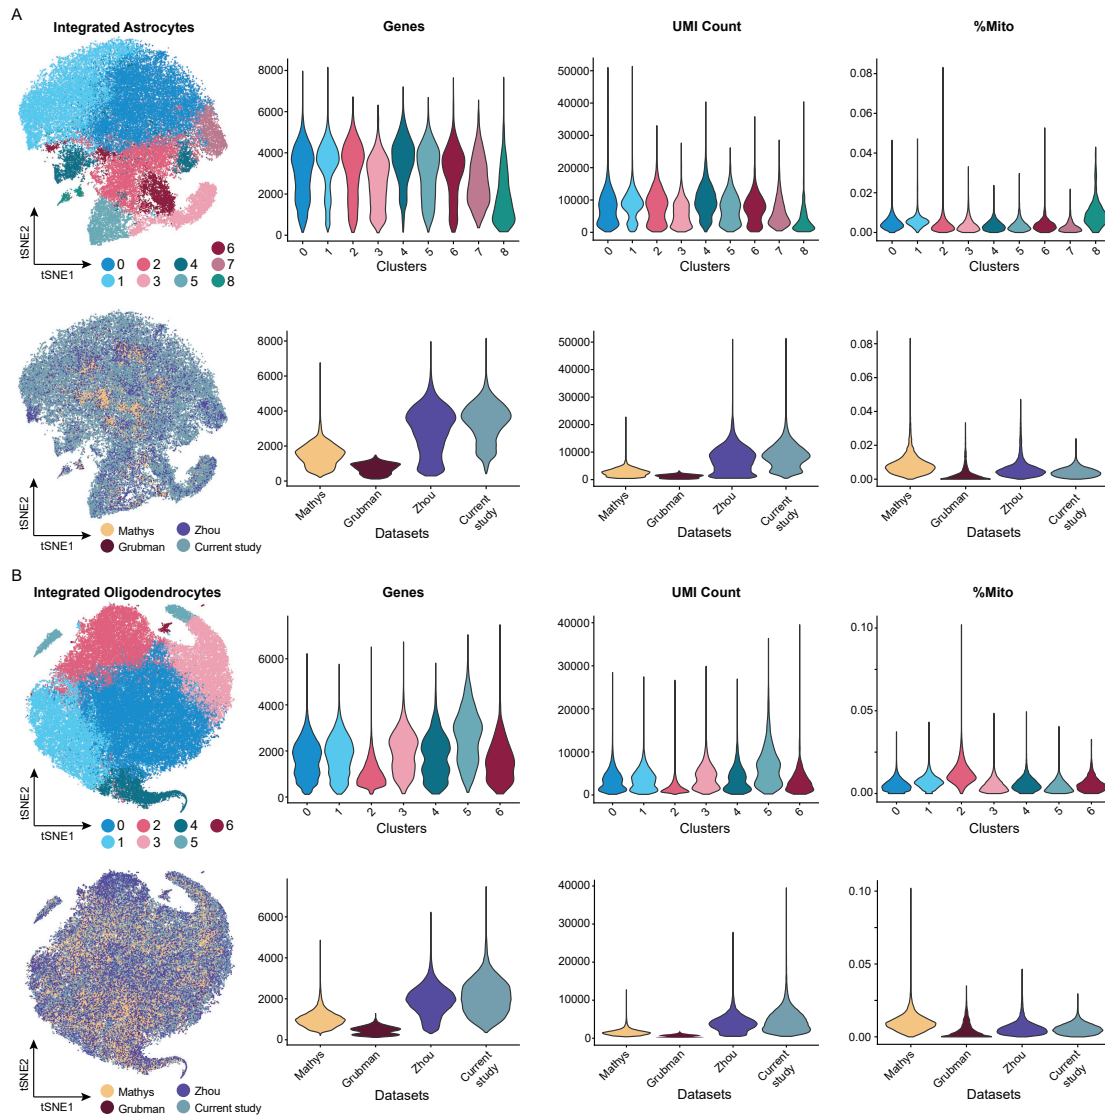 A
Integrated Astrocytes
Genes
UMI Count
%Mito
8000
6000
4000
2000
0
50000
40000
30000
20000
10000
0
0.08
0.06
0.04
0.02
0.00
tSNE2
tSNE1
6
0 2 4 7
1 3 5 8
0 1 2 3 4 5 6 7 8
Clusters
0 1 2 3 4 5 6 7 8
Clusters
0 1 2 3 4 5 6 7 8
Clusters
8000
6000
4000
2000
0
50000
40000
30000
20000
10000
0
0.08
0.06
0.04
0.02
0.00
tSNE2
tSNE1
Mathys Zhou
Grubman Current study
Mathys Grubman Zhou Current study
Datasets
Mathys Grubman Zhou Current study
Datasets
Mathys Grubman Zhou Current study
Datasets
B
Integrated Oligodendrocytes
Genes
UMI Count
%Mito
6000
4000
2000
0
40000
30000
20000
10000
0
0.10
0.05
0.00
tSNE2
tSNE1
0 2 4 6
1 3 5
0 1 2 3 4 5 6
Clusters
0 1 2 3 4 5 6
Clusters
0 1 2 3 4 5 6
Clusters
6000
4000
2000
0
40000
30000
20000
10000
0
0.10
0.05
0.00
tSNE2
tSNE1
Mathys Zhou
Grubman Current study
Mathys Grubman Zhou Current study
Datasets
Mathys Grubman Zhou Current study
Datasets
Mathys Grubman Zhou Current study
Datasets